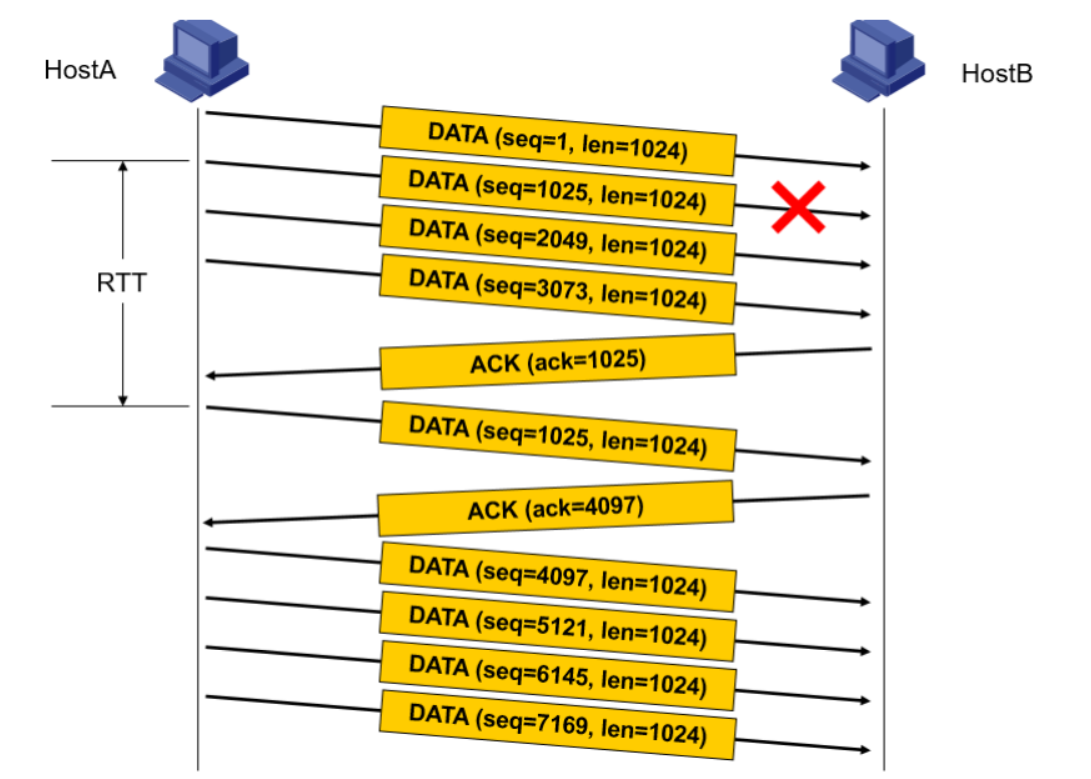 HostA
HostB
DATA (seq=1, len=1024)
DATA (seq=1025, len=1024)
DATA (seq=2049, len=1024)
RTT
DATA (seq=3073, len=1024)
ACK (ack=1025)
DATA (seq=1025, len=1024)
ACK (ack=4097)
DATA (seq=4097, len=1024)
DATA (seq=5121, len=1024)
DATA (seq=6145, len=1024)
DATA (seq=7169, len=1024)